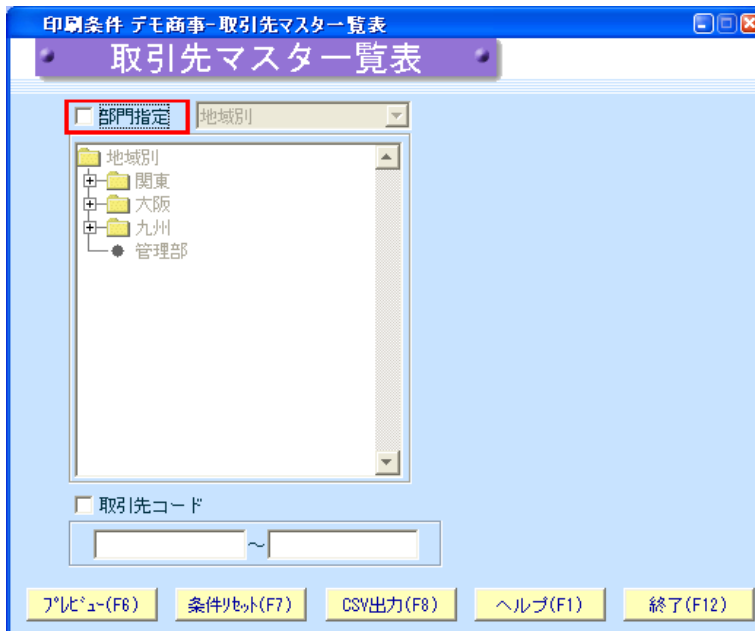 印刷条件 デモ商事-取引先マスター覧表
取引先マスター覧表
部門指定 地域別
地域別
関東
大阪
九州
管理部
取引先コード
～
ﾌﾟﾚﾋﾞｭｰ(F6) 条件ﾘｾｯﾄ(F7) CSV出力(F8) ヘルプ(F1) 終了(F12)